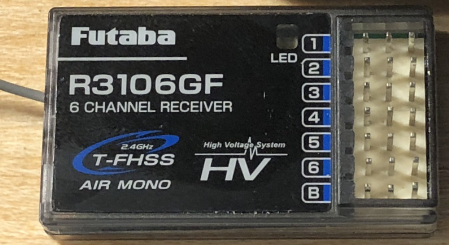 Futaba
LED
R3106GF
6 CHANNEL RECEIVER
2.4GHz
T-FHSS
AIR MONO
High Voltage System
HV
1
2
3
4
5
6
B